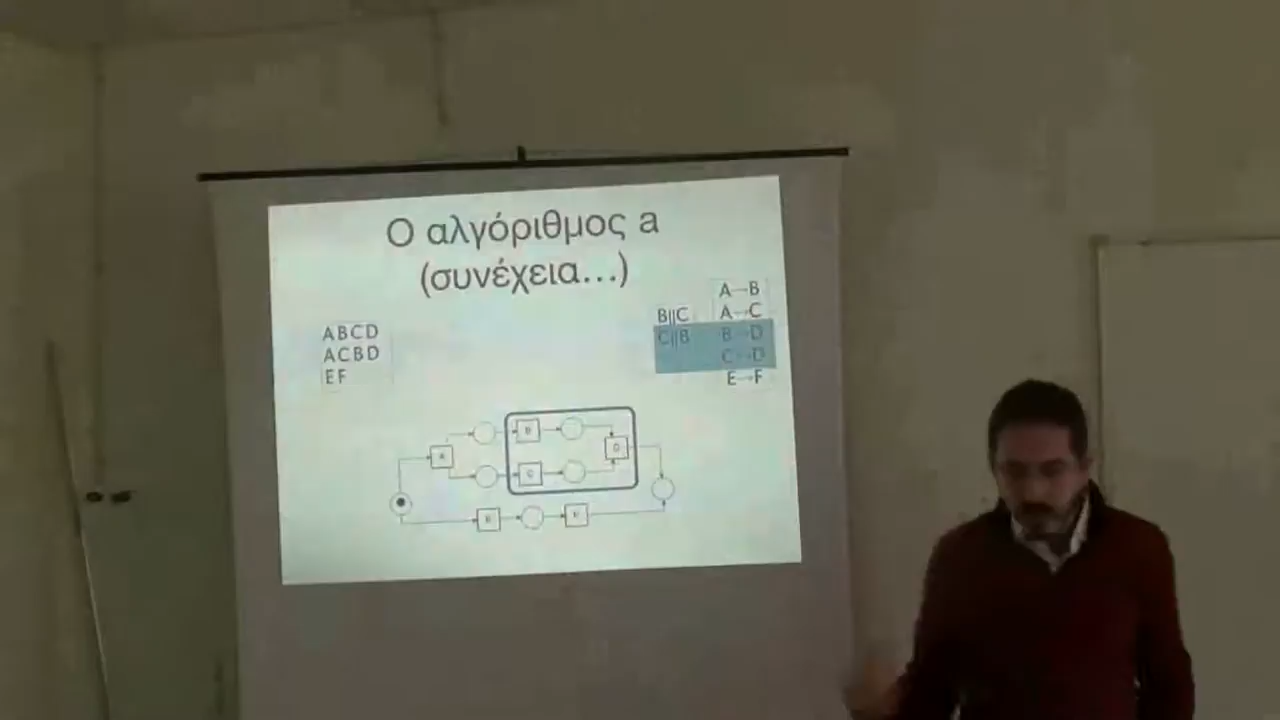 Ο αλγόριθμος a
(συνέχεια...)
ABCD
ACBD
EF
B||C
C||B
A→B
A→C
B→D
C→D
E→F
A
B
C
D
E